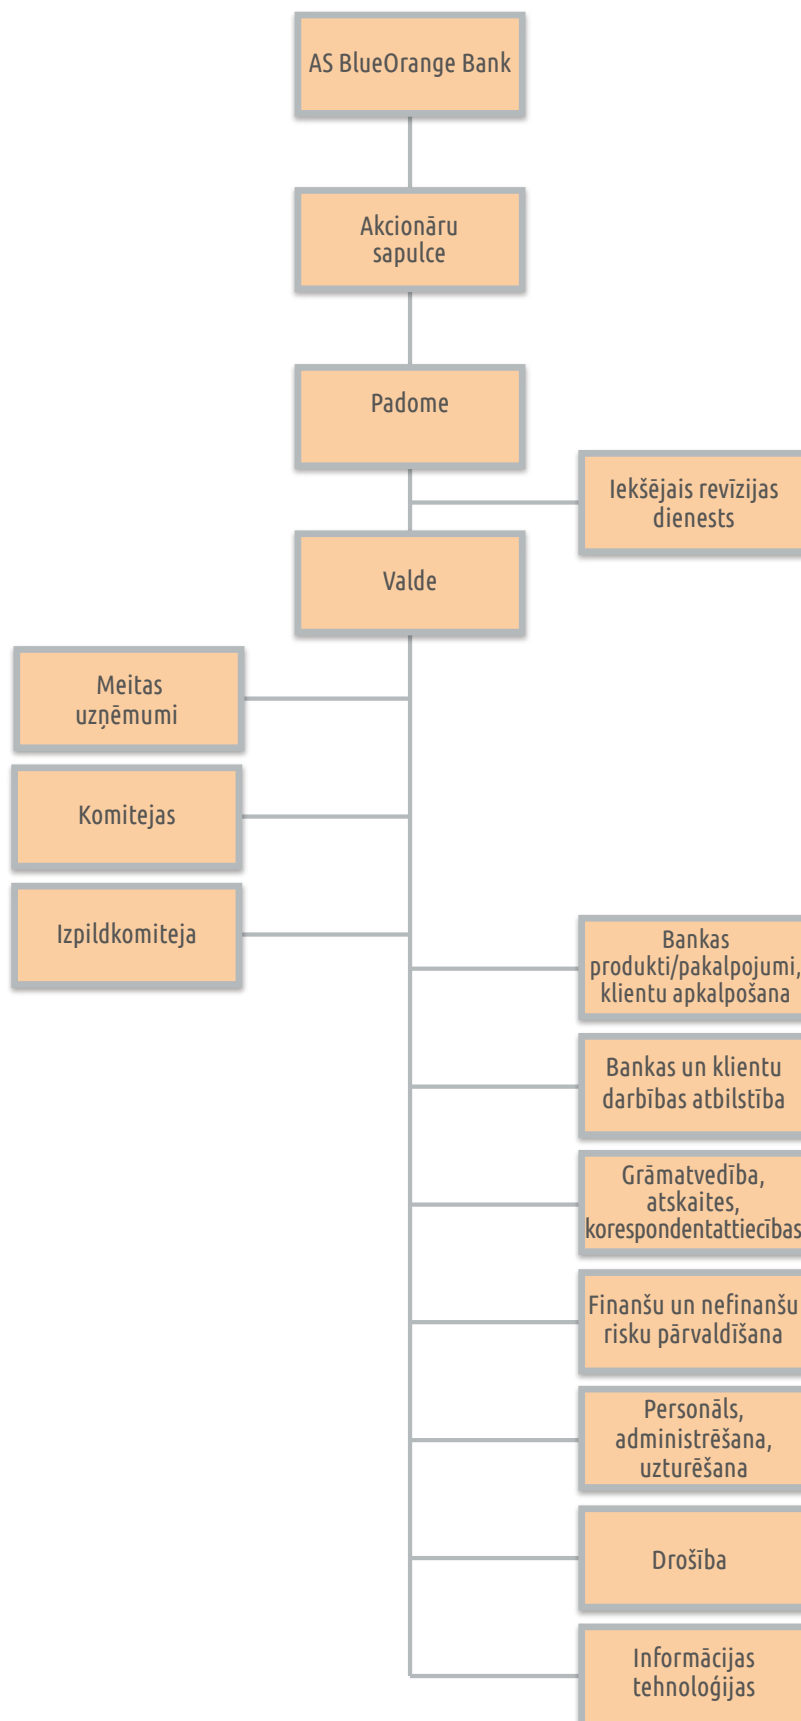 AS BlueOrange Bank
Akcionāru
sapulce
Padome
Iekšējais revīzijas
dienests
Valde
Meitas
uzņēmumi
Komitejas
Izpildkomiteja
Bankas
produkti/pakalpojumi,
klientu apkalpošana
Bankas un klientu
darbības atbilstība
Grāmatvedība,
atskaites,
korespondentattiecības
Finanšu un nefinanšu
risku pārvaldīšana
Personāls,
administrēšana,
uzturēšana
Drošība
Informācijas
tehnoloģijas